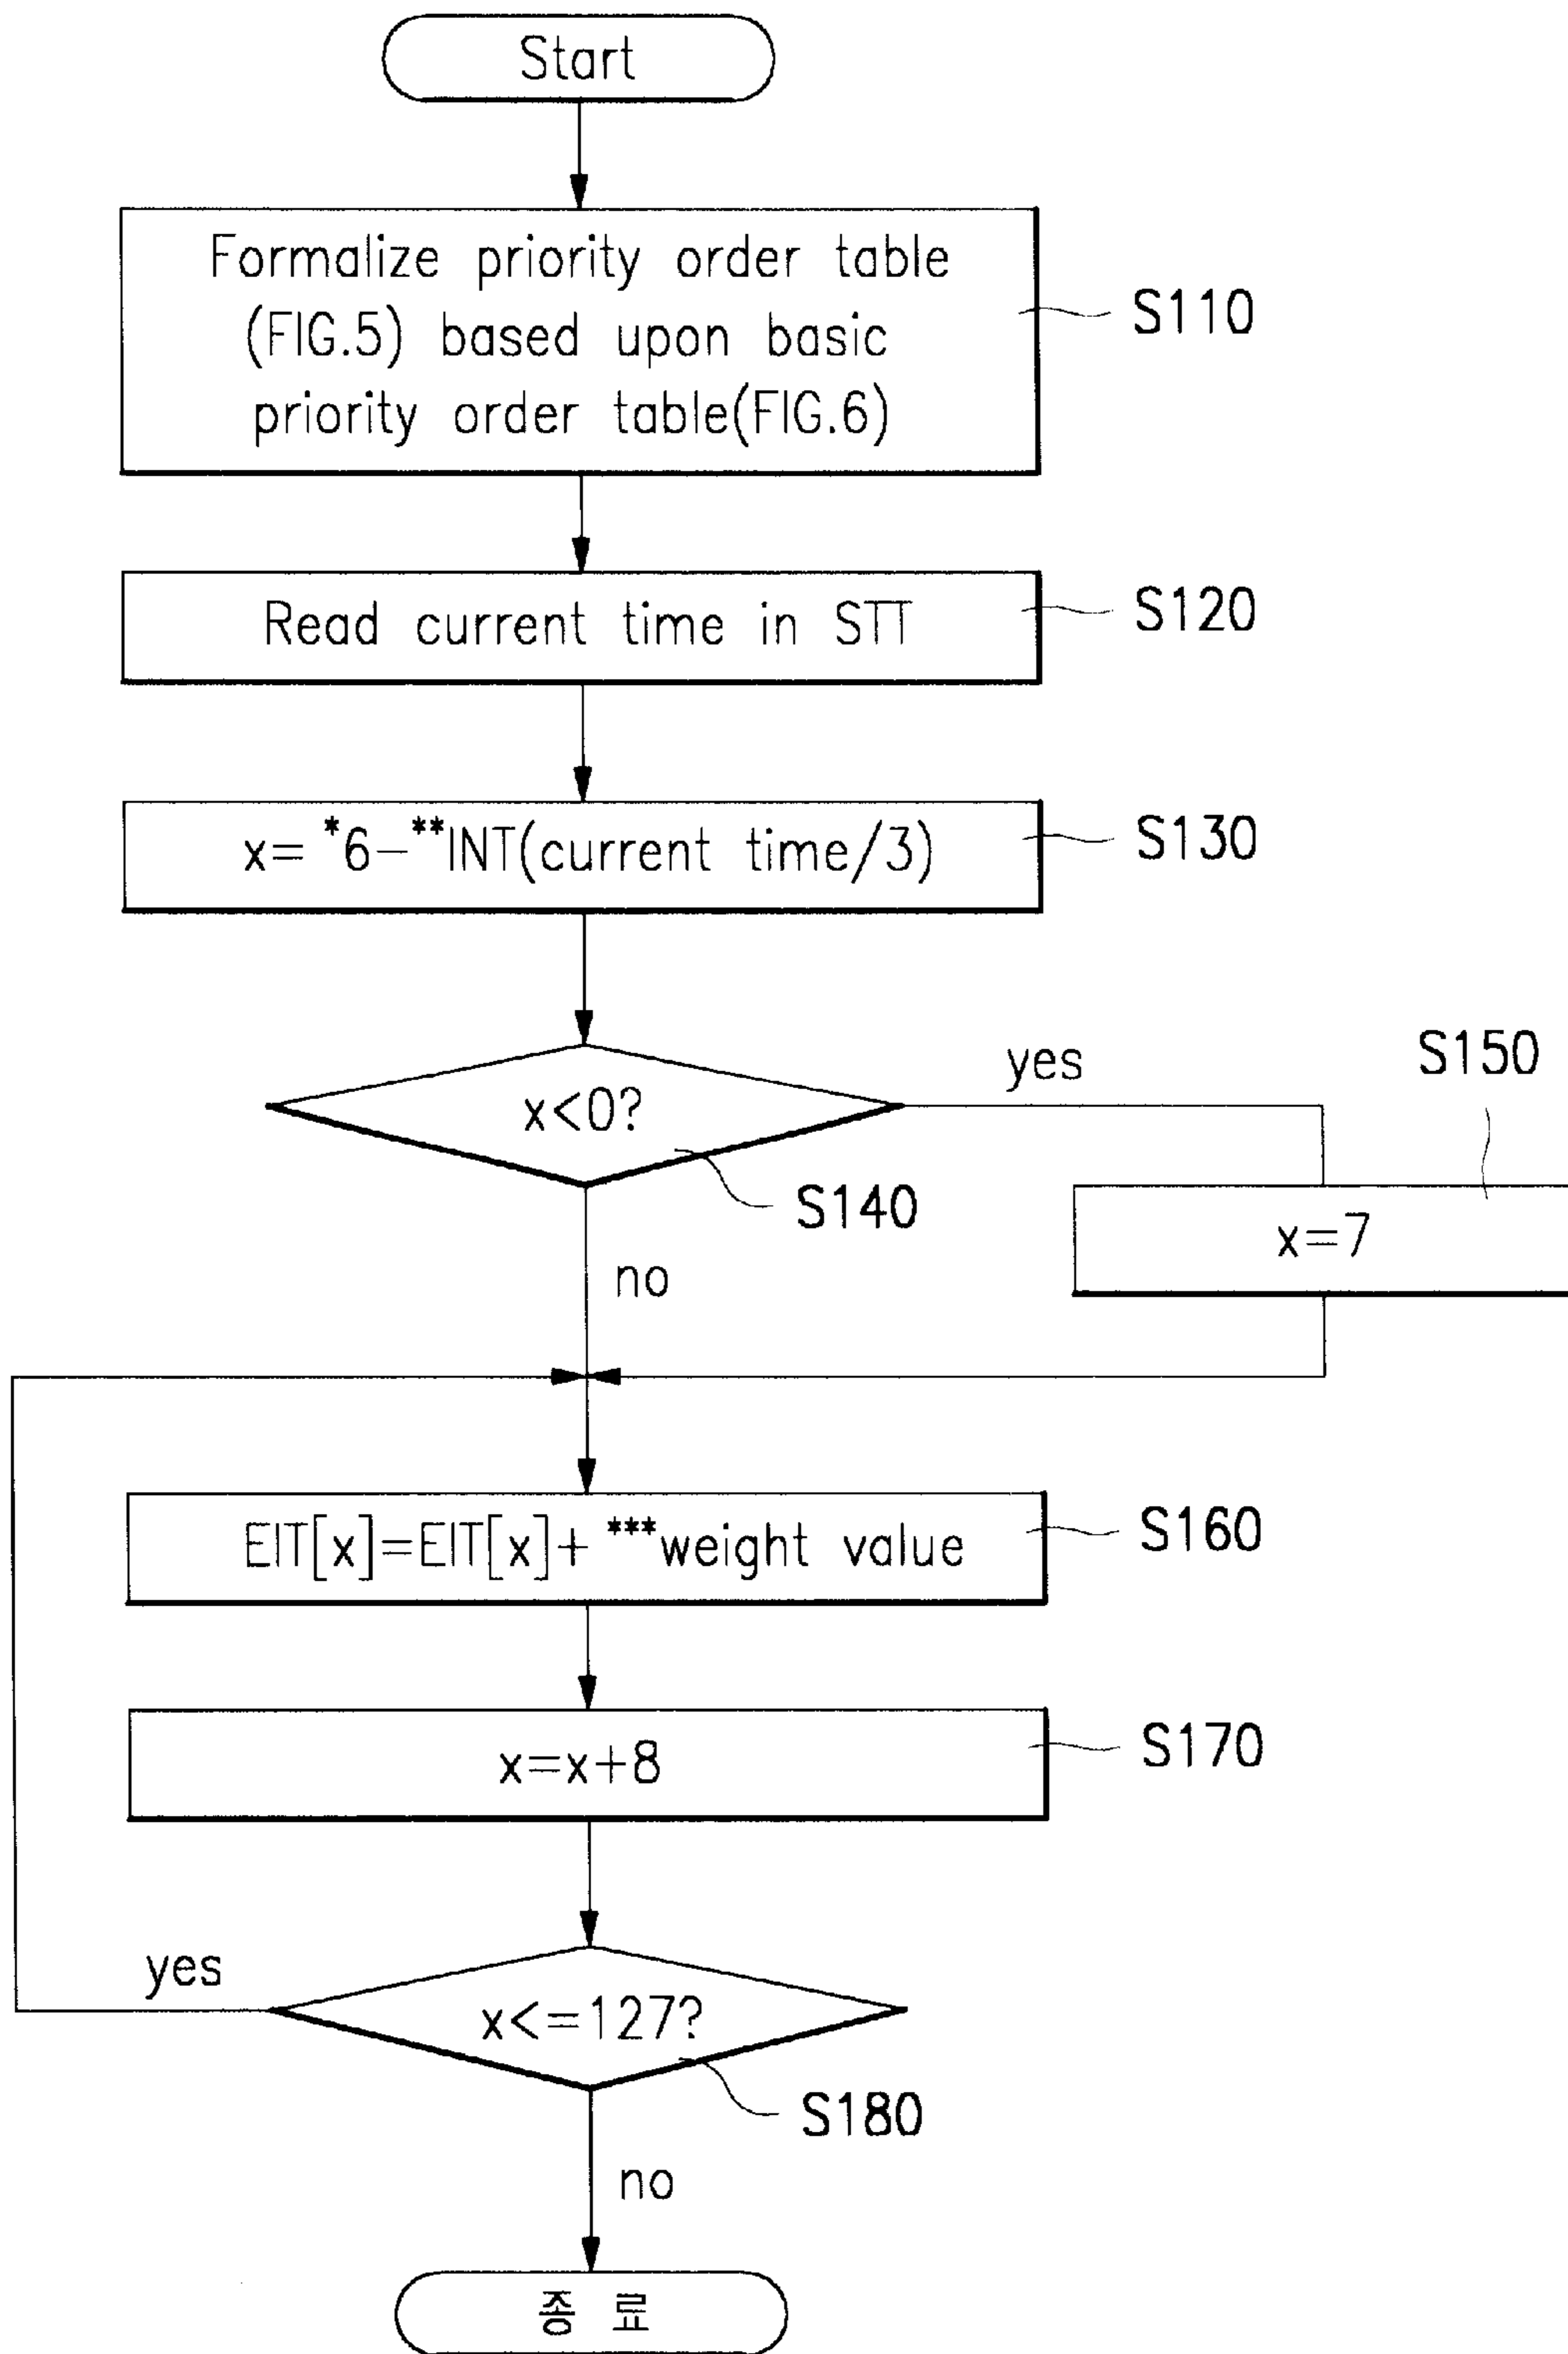 Start
Formalize priority order table
(FIG.5) based upon basic
priority order table(FIG.6)
S110
Read current time in STT
S120
x= *6-**INT(current time/3)
S130
x<0?
yes
S140
S150
x=7
no
EIT[x]=EIT[x]+ ***weight value
S160
x=x+8
S170
x<=127?
yes
S180
no
종 료